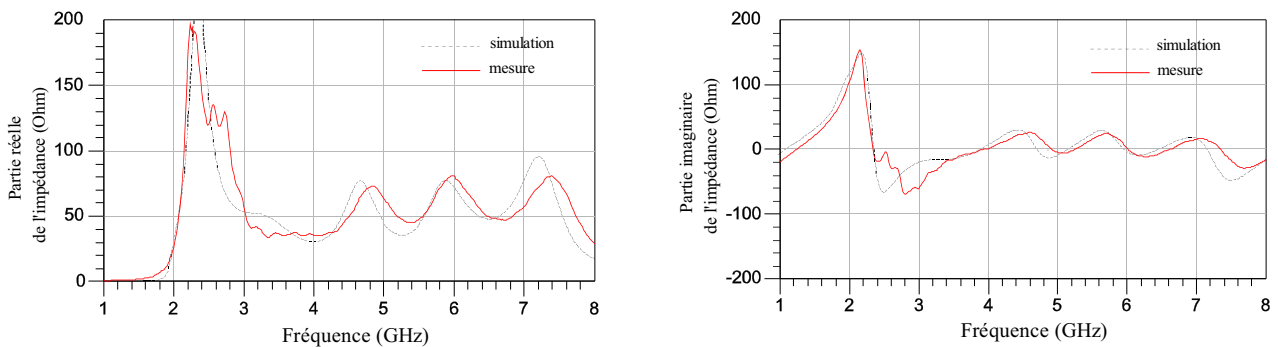 200
150
100
50
0
Partie réelle
de l'impédance (Ohm)
simulation
mesure
1 2 3 4 5 6 7 8
Fréquence (GHz)
200
100
0
-100
-200
Partie imaginaire
de l'impédance (Ohm)
simulation
mesure
1 2 3 4 5 6 7 8
Fréquence (GHz)